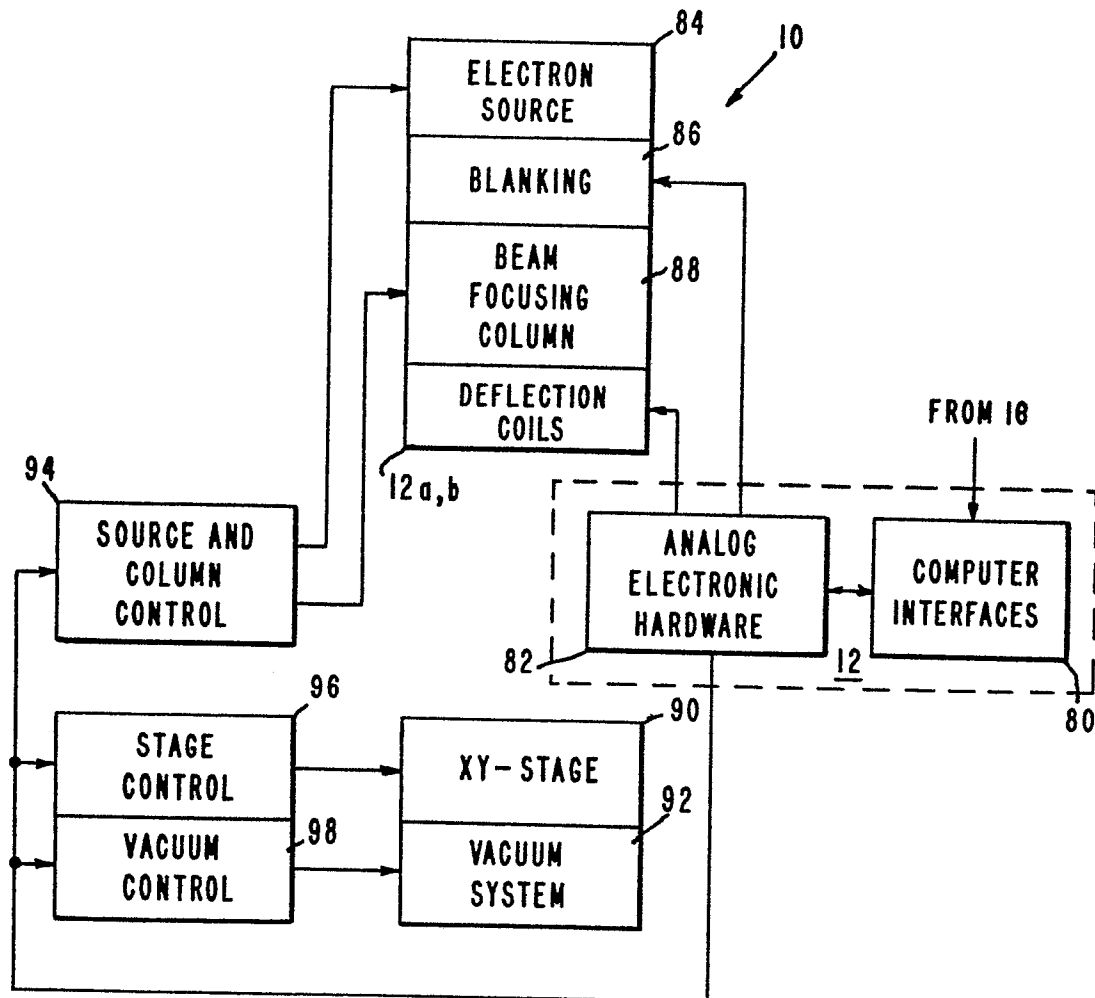 84
10
ELECTRON
SOURCE
86
BLANKING
BEAM
FOCUSING
COLUMN
88
DEFLECTION
COILS
12a,b
FROM 18
94
SOURCE AND
COLUMN
CONTROL
ANALOG
ELECTRONIC
HARDWARE
COMPUTER
INTERFACES
82
12
80
96
90
STAGE
CONTROL
XY-STAGE
92
98
VACUUM
CONTROL
VACUUM
SYSTEM